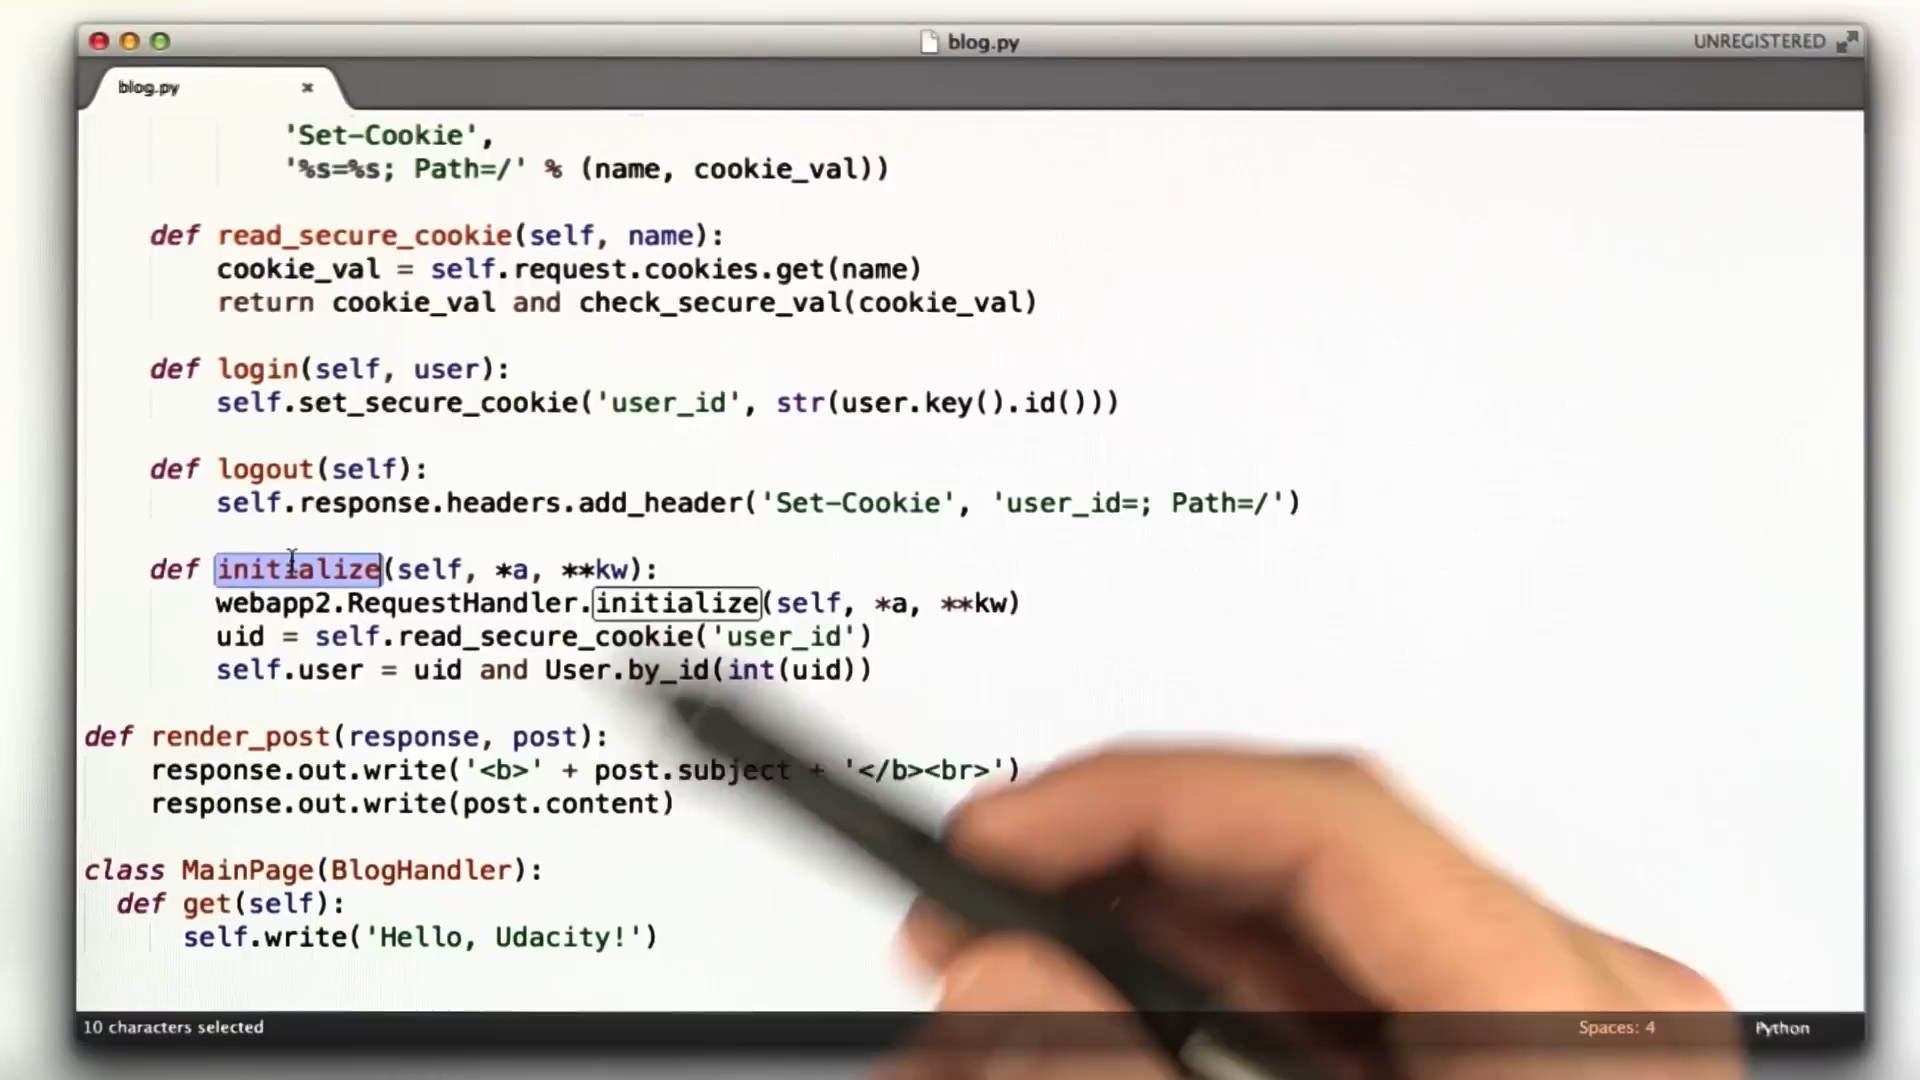 blog.py
UNREGISTERED
blog.py
'Set-Cookie',
'%s=%s; Path=/' % (name, cookie_val))
def read_secure_cookie(self, name):
cookie_val = self.request.cookies.get(name)
return cookie_val and check_secure_val(cookie_val)
def login(self, user):
self.set_secure_cookie('user_id', str(user.key().id()))
def logout(self):
self.response.headers.add_header('Set-Cookie', 'user_id=; Path=/')
def initialize(self, *a, **kw):
webapp2.RequestHandler.initialize(self, *a, **kw)
uid = self.read_secure_cookie('user_id')
self.user = uid and User.by_id(int(uid))
def render_post(response, post):
response.out.write('<b>' + post.subject + '</b><br>')
response.out.write(post.content)
class MainPage(BlogHandler):
def get(self):
self.write('Hello, Udacity!')
10 characters selected
Spaces: 4
Python